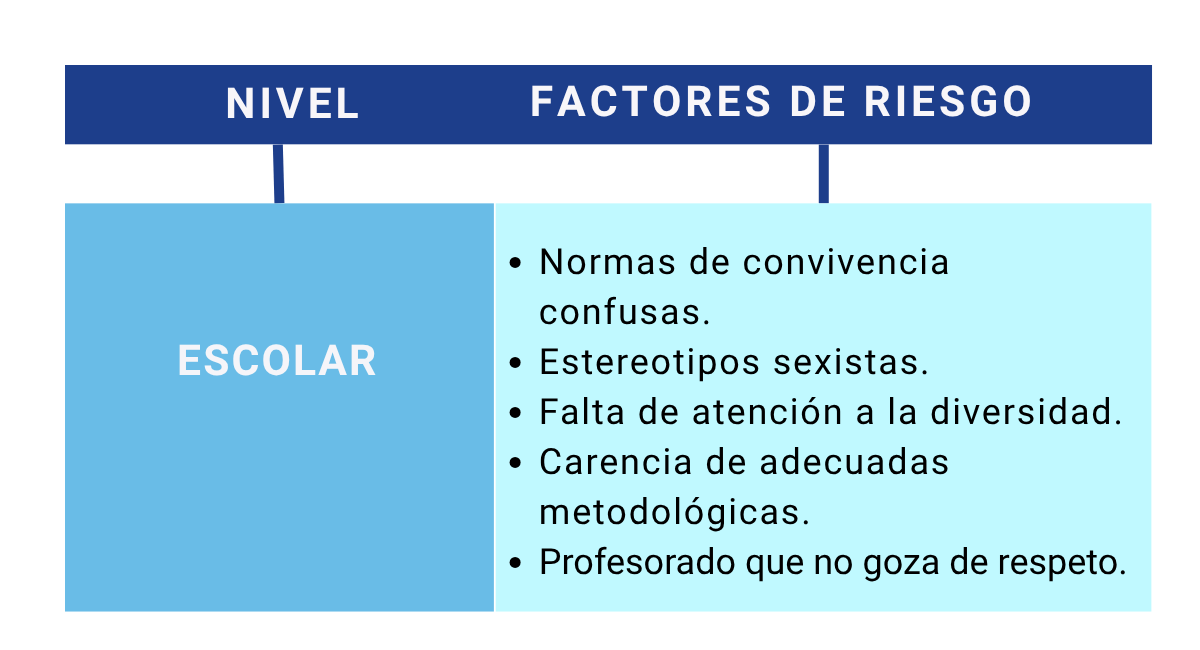 NIVEL
FACTORES DE RIESGO
ESCOLAR
• Normas de convivencia
confusas.
• Estereotipos sexistas.
• Falta de atención a la diversidad.
• Carencia de adecuadas
metodológicas.
• Profesorado que no goza de respeto.